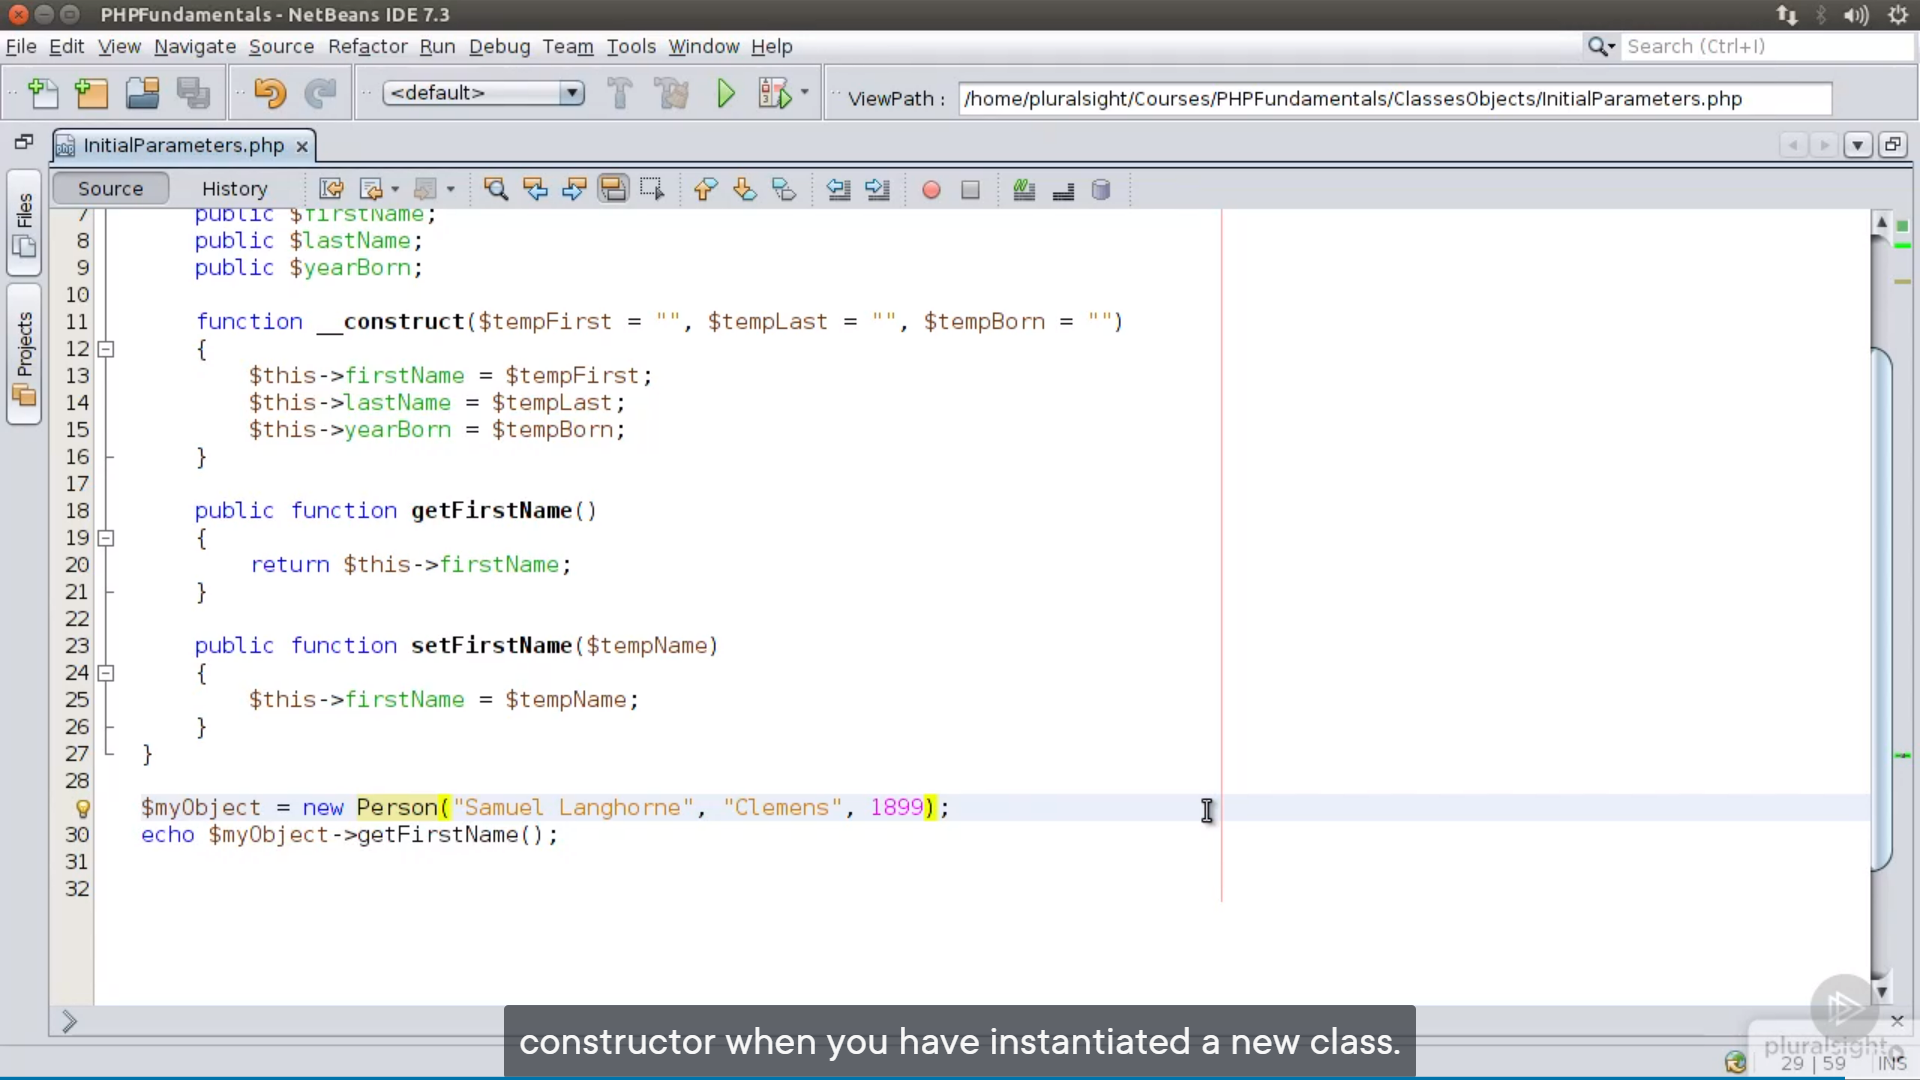 PHPFundamentals - NetBeans IDE 7.3
File Edit View Navigate Source Refactor Run Debug Team Tools Window Help
Search (Ctrl+I)
<default>
ViewPath : /home/pluralsight/Courses/PHPFundamentals/ClassesObjects/InitialParameters.php
InitialParameters.php
Source History
Files
Projects
7 public $firstName;
8 public $lastName;
9 public $yearBorn;
10
11 function __construct($tempFirst = "", $tempLast = "", $tempBorn = "")
12 {
13 $this->firstName = $tempFirst;
14 $this->lastName = $tempLast;
15 $this->yearBorn = $tempBorn;
16 }
17
18 public function getFirstName()
19 {
20 return $this->firstName;
21 }
22
23 public function setFirstName($tempName)
24 {
25 $this->firstName = $tempName;
26 }
27 }
28
$myObject = new Person("Samuel Langhorne", "Clemens", 1899);
30 echo $myObject->getFirstName();
31
32
constructor when you have instantiated a new class.
pluralsight
29 | 59 INS